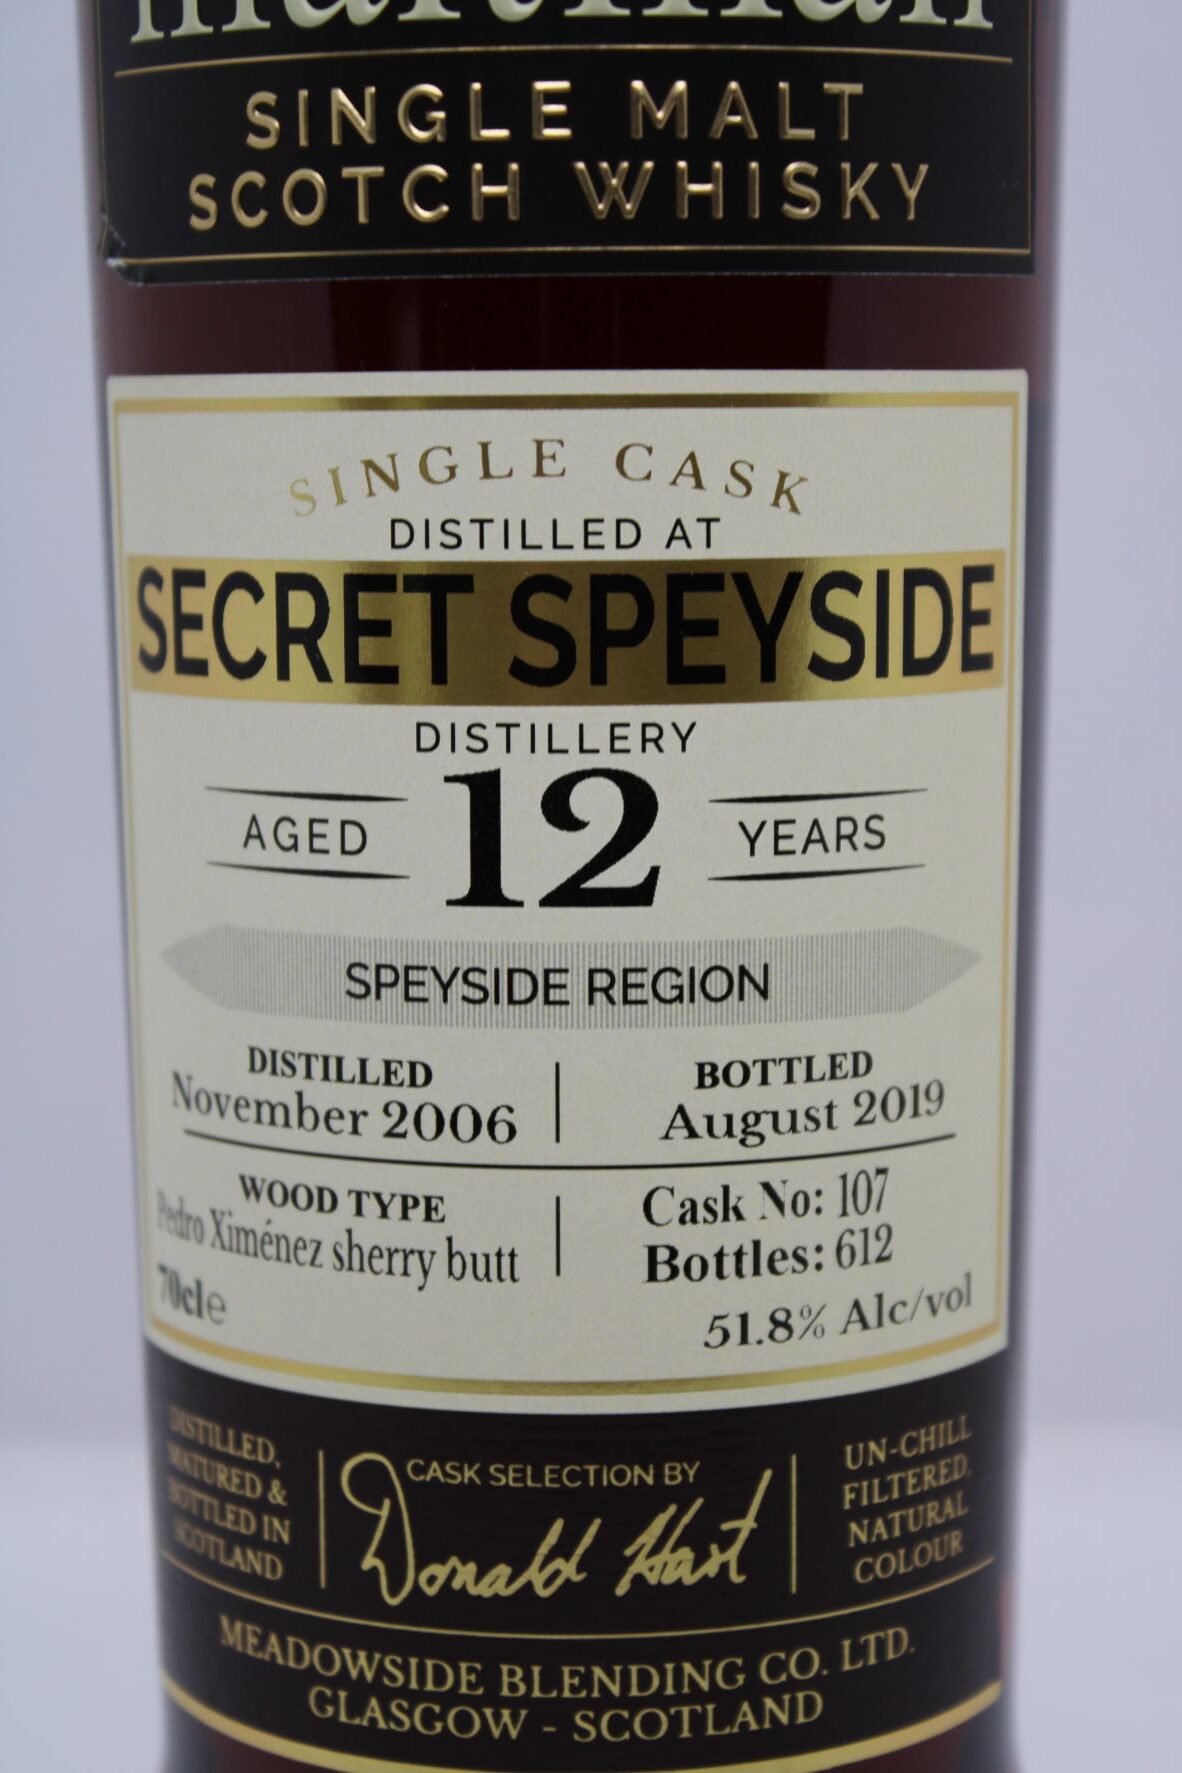 SINGLE MALT
SCOTCH WHISKY
SINGLE CASK
DISTILLED AT
SECRET SPEYSIDE
DISTILLERY
AGED 12 YEARS
SPEYSIDE REGION
DISTILLED
November 2006
BOTTLED
August 2019
WOOD TYPE
Pedro Ximénez sherry butt
Cask No: 107
Bottles: 612
70cl e
51.8% Alc/vol
DISTILLED,
MATURED &
BOTTLED IN
SCOTLAND
CASK SELECTION BY
Donald Hart
UN-CHILL
FILTERED,
NATURAL
COLOUR
MEADOWSIDE BLENDING CO. LTD.
GLASGOW - SCOTLAND